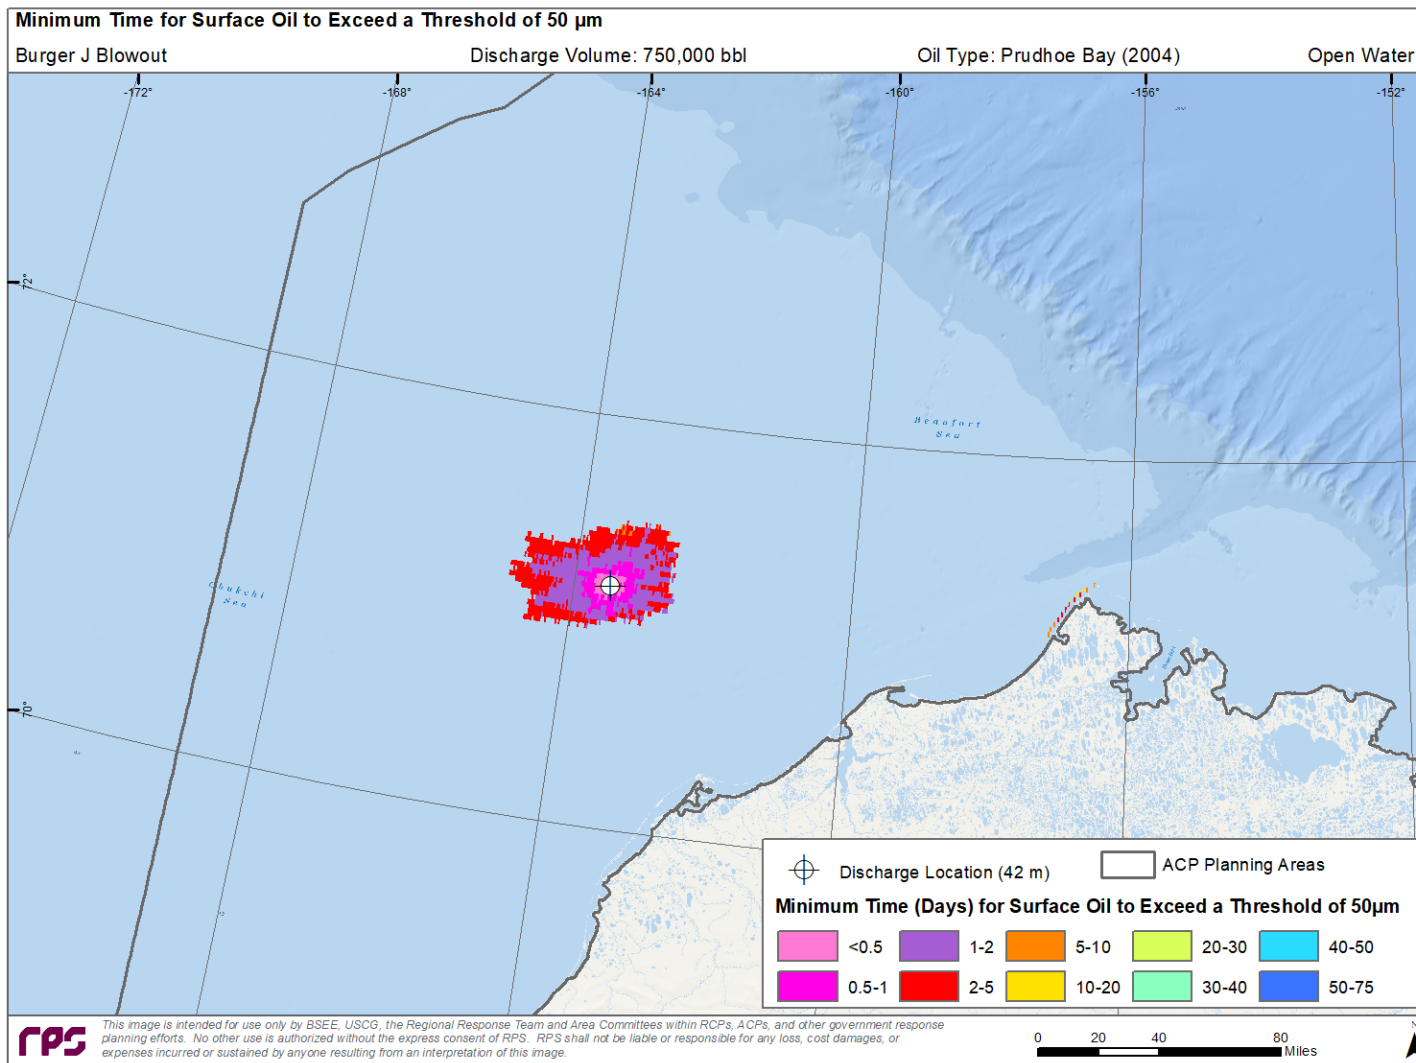 Minimum Time for Surface Oil to Exceed a Threshold of 50 µm
Burger J Blowout Discharge Volume: 750,000 bbl Oil Type: Prudhoe Bay (2004) Open Water
-172° -168° -164° -160° -156° -152°
72°
Beaufort
Sea
Chukchi
Sea
70°
Discharge Location (42 m) ACP Planning Areas
Minimum Time (Days) for Surface Oil to Exceed a Threshold of 50µm
<0.5 1-2 5-10 20-30 40-50
0.5-1 2-5 10-20 30-40 50-75
rps
This image is intended for use only by BSEE, USCG, the Regional Response Team and Area Committees within RCPs, ACPs, and other government response
planning efforts. No other use is authorized without the express consent of RPS. RPS shall not be liable or responsible for any loss, cost damages, or
expenses incurred or sustained by anyone resulting from an interpretation of this image.
0 20 40 80
Miles